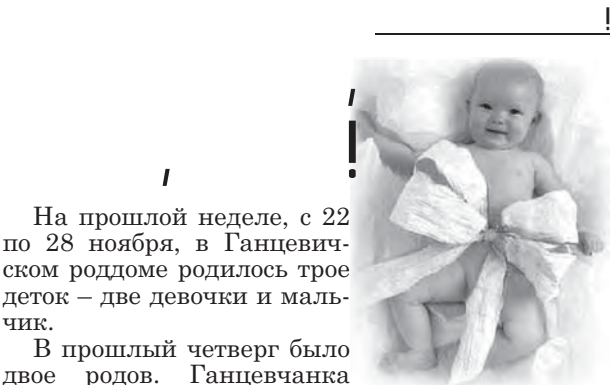 !
!
На прошлой неделе, с 22
по 28 ноября, в Ганцевич-
ском роддоме родилось трое
деток – две девочки и маль-
чик.
В прошлый четверг было
двое родов. Ганцевчанка